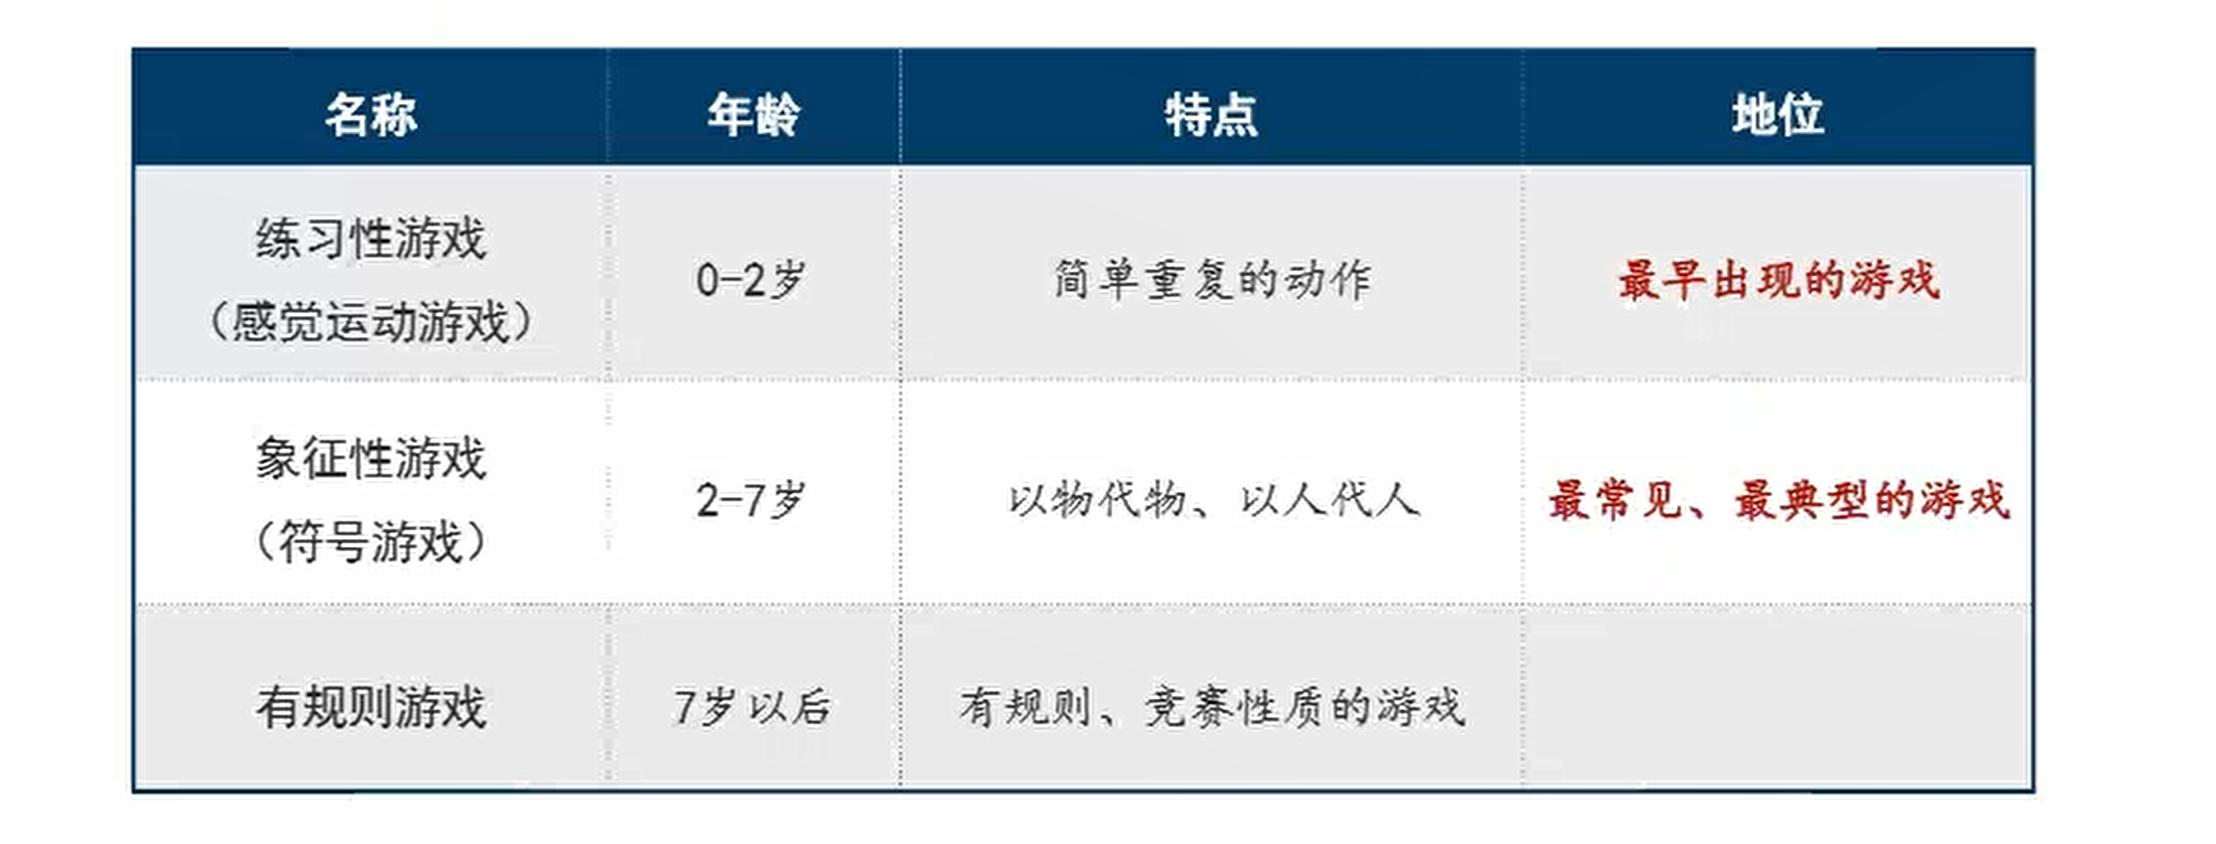 名称 年龄 特点 地位
练习性游戏
（感觉运动游戏）
0-2岁
简单重复的动作
最早出现的游戏
象征性游戏
（符号游戏）
2-7岁
以物代物、以人代人
最常见、最典型的游戏
有规则游戏
7岁以后
有规则、竞赛性质的游戏